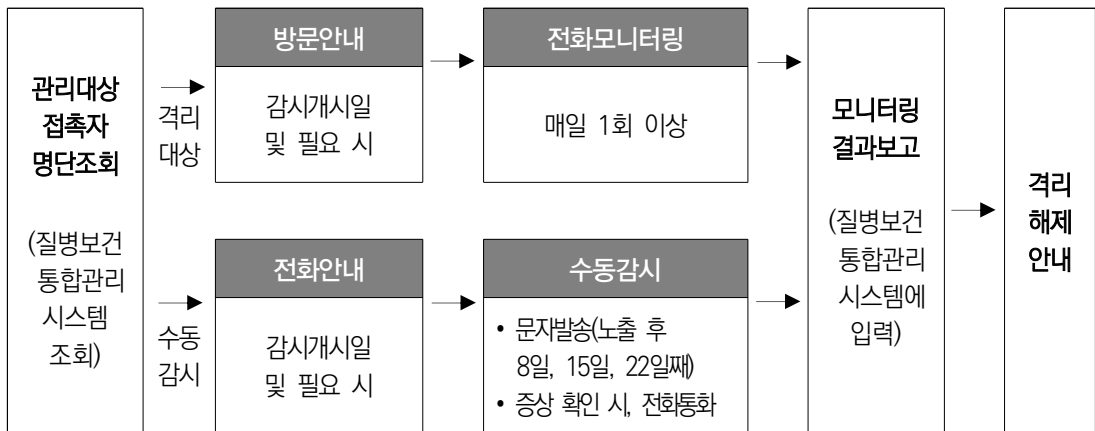 관리대상
접촉자
명단조회
(질병보건
통합관리
시스템
조회)
격리
대상
방문안내
감시개시일
및 필요 시
전화모니터링
매일 1회 이상
수동
감시
전화안내
감시개시일
및 필요 시
수동감시
• 문자발송(노출 후
8일, 15일, 22일째)
• 증상 확인 시, 전화통화
모니터링
결과보고
(질병보건
통합관리
시스템에
입력)
격리
해제
안내